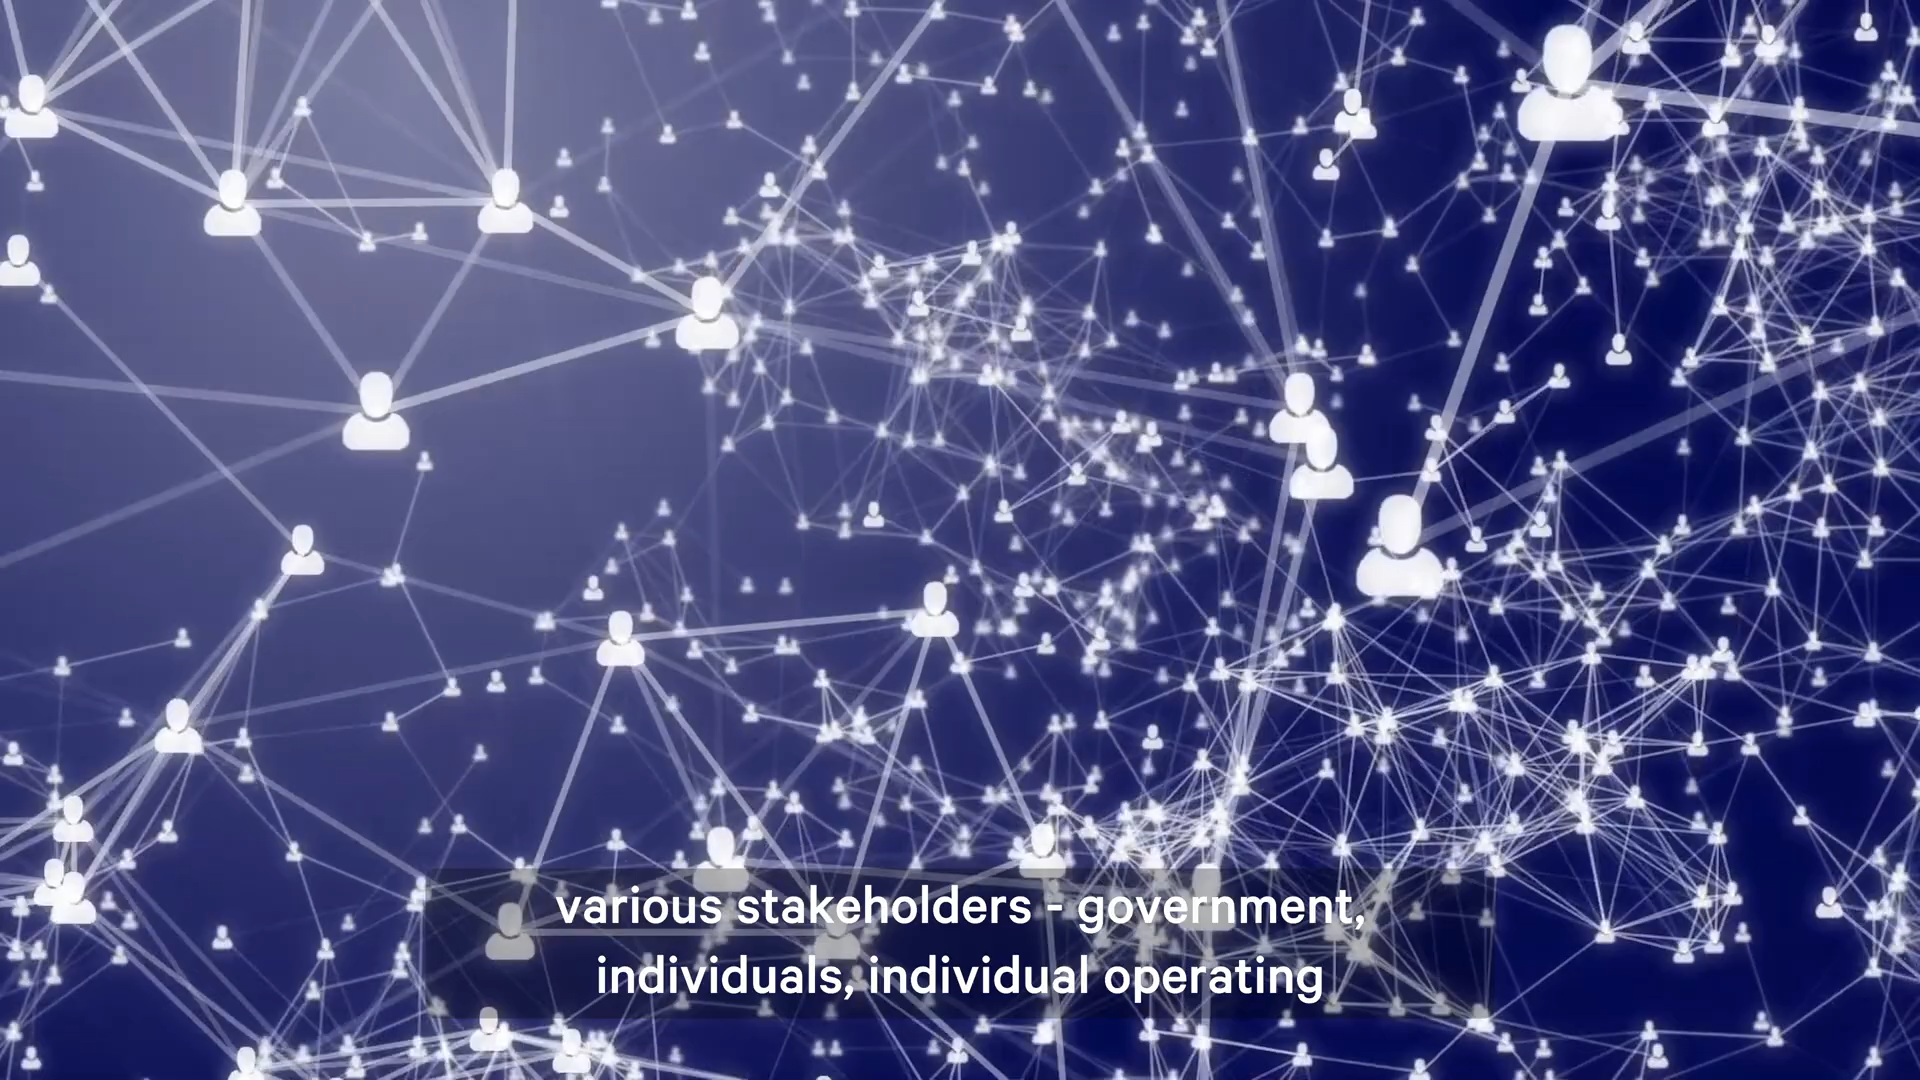 various stakeholders - government,
individuals, individual operating